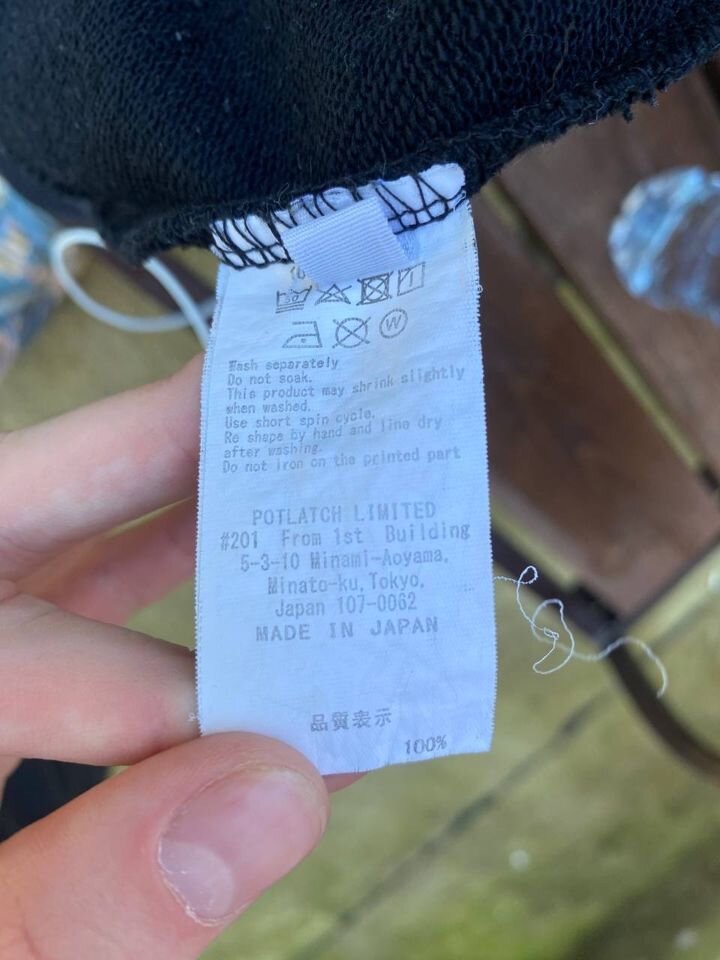 Wash separately
Do not soak.
This product may shrink slightly
when washed.
Use short spin cycle.
Re shape by hand and line dry
after washing.
Do not iron on the printed part
POTLATCH LIMITED
#201 From 1st Building
5-3-10 Minami-Aoyama,
Minato-ku, Tokyo,
Japan 107-0062
MADE IN JAPAN
品質表示
100%